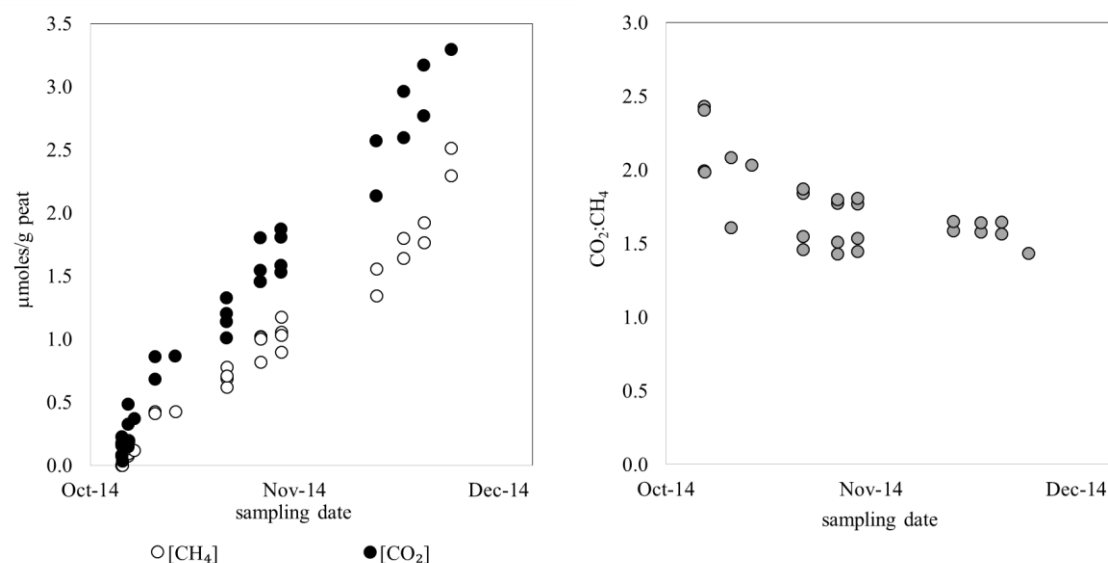 3.5
3.0
2.5
2.0
1.5
1.0
0.5
0.0
µmoles/g peat
Oct-14 Nov-14 Dec-14
sampling date
[CH₄] [CO₂]
3.0
2.5
2.0
1.5
1.0
0.5
0.0
CO₂:CH₄
Oct-14 Nov-14 Dec-14
sampling date